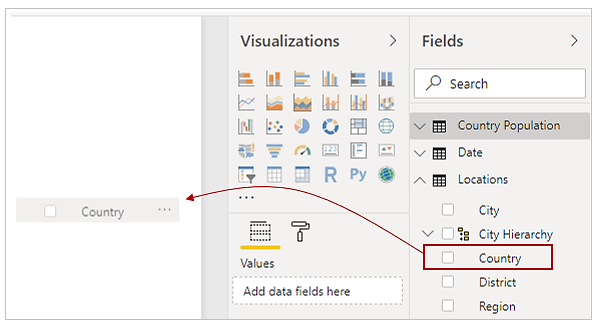 Visualizations
Fields
Search
Country Population
Date
Locations
City
City Hierarchy
Country
District
Region
R
Py
123
...
Values
Add data fields here
Country ...